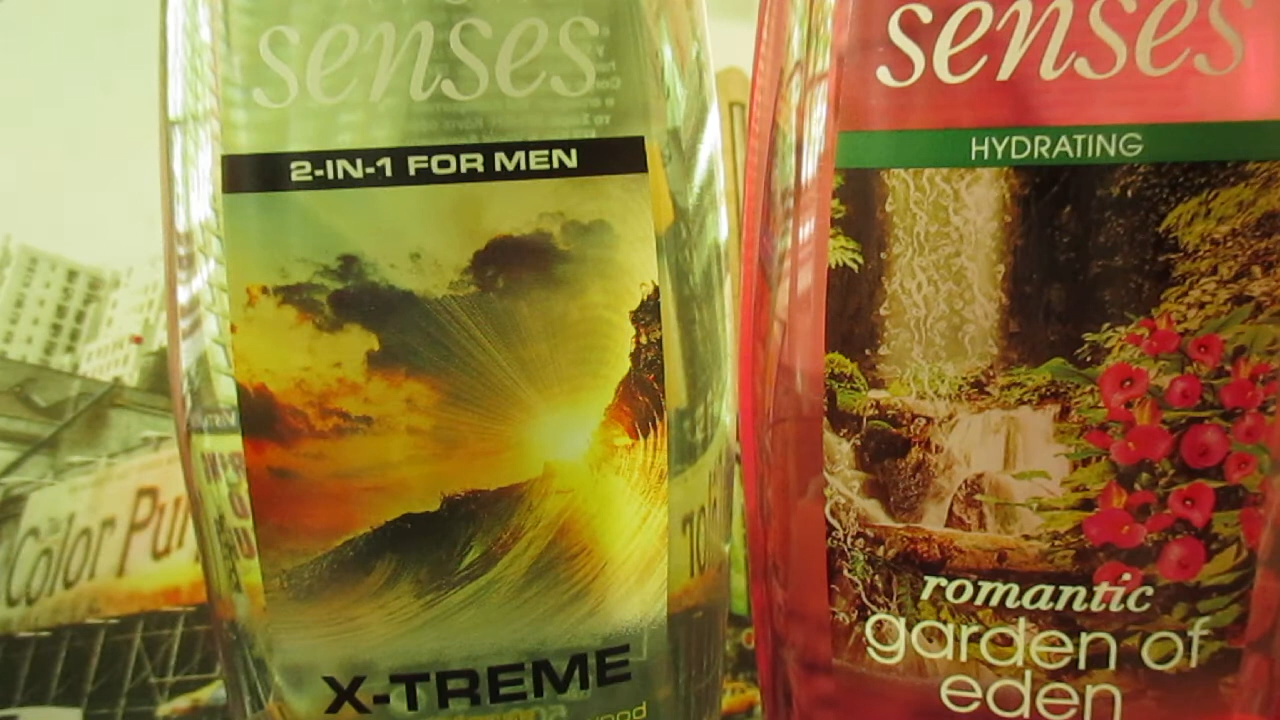 senses
2-IN-1 FOR MEN
X-TREME
senses
HYDRATING
romantic
garden of
eden
Color Pur